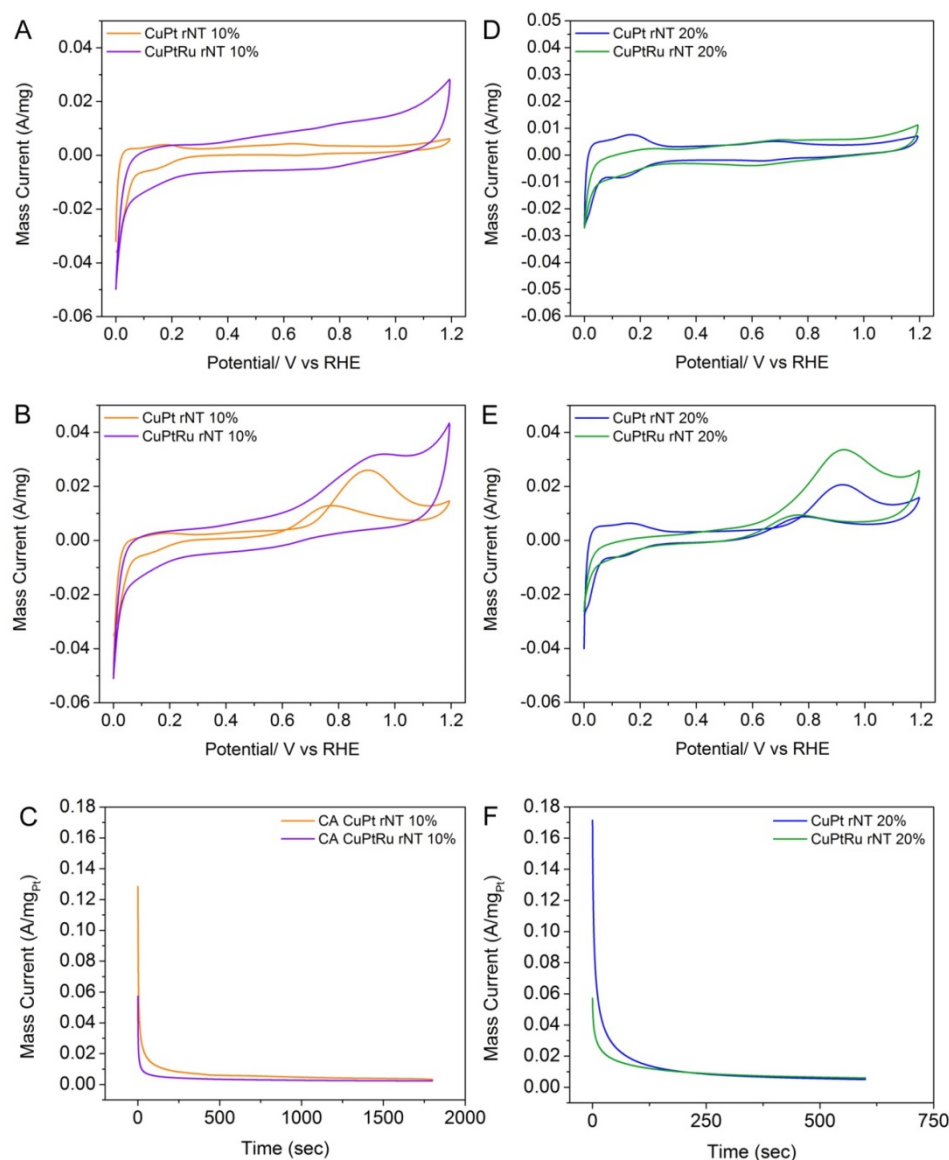 A
CuPt rNT 10%
CuPtRu rNT 10%
Mass Current (A/mg)
0.04
0.02
0.00
-0.02
-0.04
-0.06
0.0 0.2 0.4 0.6 0.8 1.0 1.2
Potential/ V vs RHE
D
CuPt rNT 20%
CuPtRu rNT 20%
Mass Current (A/mg)
0.05
0.04
0.03
0.02
0.01
0.00
-0.01
-0.02
-0.03
-0.04
-0.05
-0.06
0.0 0.2 0.4 0.6 0.8 1.0 1.2
Potential/ V vs RHE
B
CuPt rNT 10%
CuPtRu rNT 10%
Mass Current (A/mg)
0.04
0.02
0.00
-0.02
-0.04
-0.06
0.0 0.2 0.4 0.6 0.8 1.0 1.2
Potential/ V vs RHE
E
CuPt rNT 20%
CuPtRu rNT 20%
Mass Current (A/mg)
0.04
0.02
0.00
-0.02
-0.04
-0.06
0.0 0.2 0.4 0.6 0.8 1.0 1.2
Potential/ V vs RHE
C
CA CuPt rNT 10%
CA CuPtRu rNT 10%
Mass Current (A/mgPt)
0.18
0.16
0.14
0.12
0.10
0.08
0.06
0.04
0.02
0.00
0 500 1000 1500 2000
Time (sec)
F
CuPt rNT 20%
CuPtRu rNT 20%
Mass Current (A/mgPt)
0.18
0.16
0.14
0.12
0.10
0.08
0.06
0.04
0.02
0.00
0 250 500 750
Time (sec)